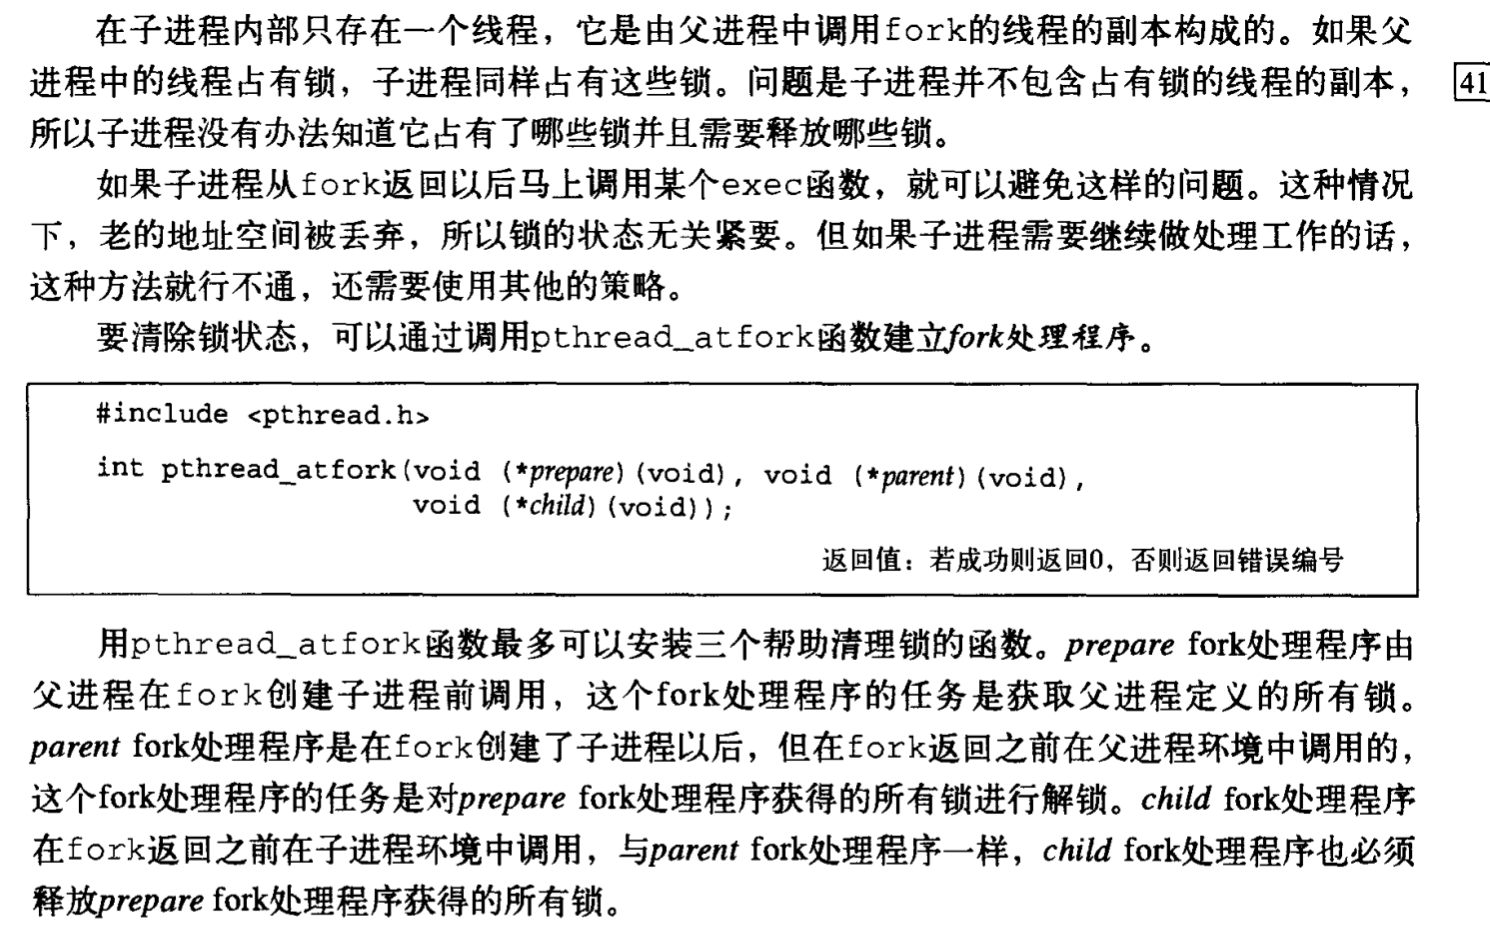 在子进程内部只存在一个线程，它是由父进程中调用fork的线程的副本构成的。如果父
进程中的线程占有锁，子进程同样占有这些锁。问题是子进程并不包含占有锁的线程的副本，
41
所以子进程没有办法知道它占有了哪些锁并且需要释放哪些锁。
如果子进程从fork返回以后马上调用某个exec函数，就可以避免这样的问题。这种情况
下，老的地址空间被丢弃，所以锁的状态无关紧要。但如果子进程需要继续做处理工作的话，
这种方法就行不通，还需要使用其他的策略。
要清除锁状态，可以通过调用pthread_atfork函数建立fork处理程序。
#include <pthread.h>
int pthread_atfork(void (*prepare)(void), void (*parent)(void),
void (*child)(void));
返回值：若成功则返回0，否则返回错误编号
用pthread_atfork函数最多可以安装三个帮助清理锁的函数。prepare fork处理程序由
父进程在fork创建子进程前调用，这个fork处理程序的任务是获取父进程定义的所有锁。
parent fork处理程序是在fork创建了子进程以后，但在fork返回之前在父进程环境中调用的，
这个fork处理程序的任务是对prepare fork处理程序获得的所有锁进行解锁。child fork处理程序
在fork返回之前在子进程环境中调用，与parent fork处理程序一样，child fork处理程序也必须
释放prepare fork处理程序获得的所有锁。